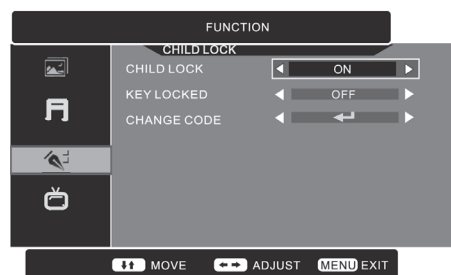 FUNCTION
CHILD LOCK
CHILD LOCK ON
KEY LOCKED OFF
CHANGE CODE
MOVE ADJUST MENU EXIT